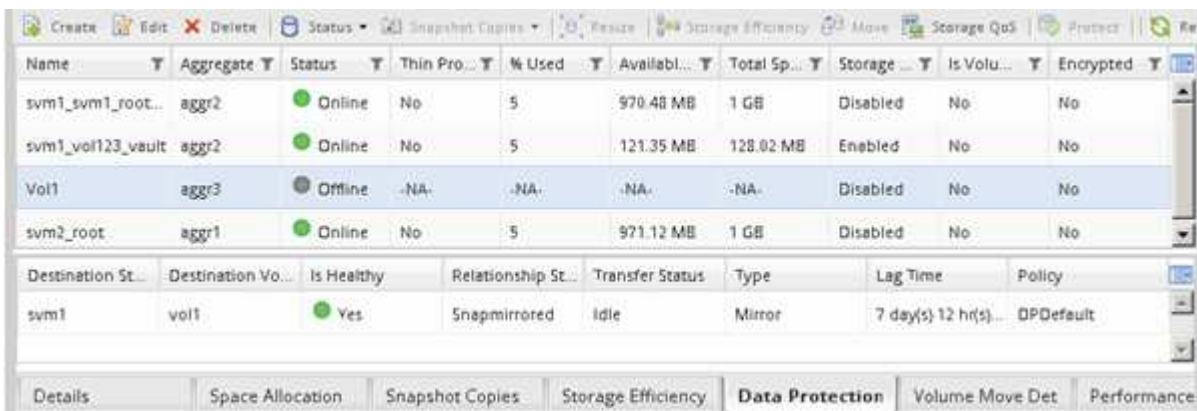 Create Edit Delete Status Snapshot Copies Resize Storage Efficiency Move Storage QoS Protect Re
Name Aggregate Status Thin Pro... % Used Availabl... Total Sp... Storage ... Is Volu... Encrypted
svm1_svm1_root... aggr2 Online No 5 970.48 MB 1 GB Disabled No No
svm1_vol123_vault aggr2 Online No 5 121.35 MB 128.02 MB Enabled No No
Vol1 aggr3 Offline -NA- -NA- -NA- -NA- Disabled No No
svm2_root aggr1 Online No 5 971.12 MB 1 GB Disabled No No
Destination St... Destination Vo... Is Healthy Relationship St... Transfer Status Type Lag Time Policy
svm1 vol1 Yes Snapmirrored Idle Mirror 7 day(s) 12 hr(s)... DPDefault
Details Space Allocation Snapshot Copies Storage Efficiency Data Protection Volume Move Det Performance